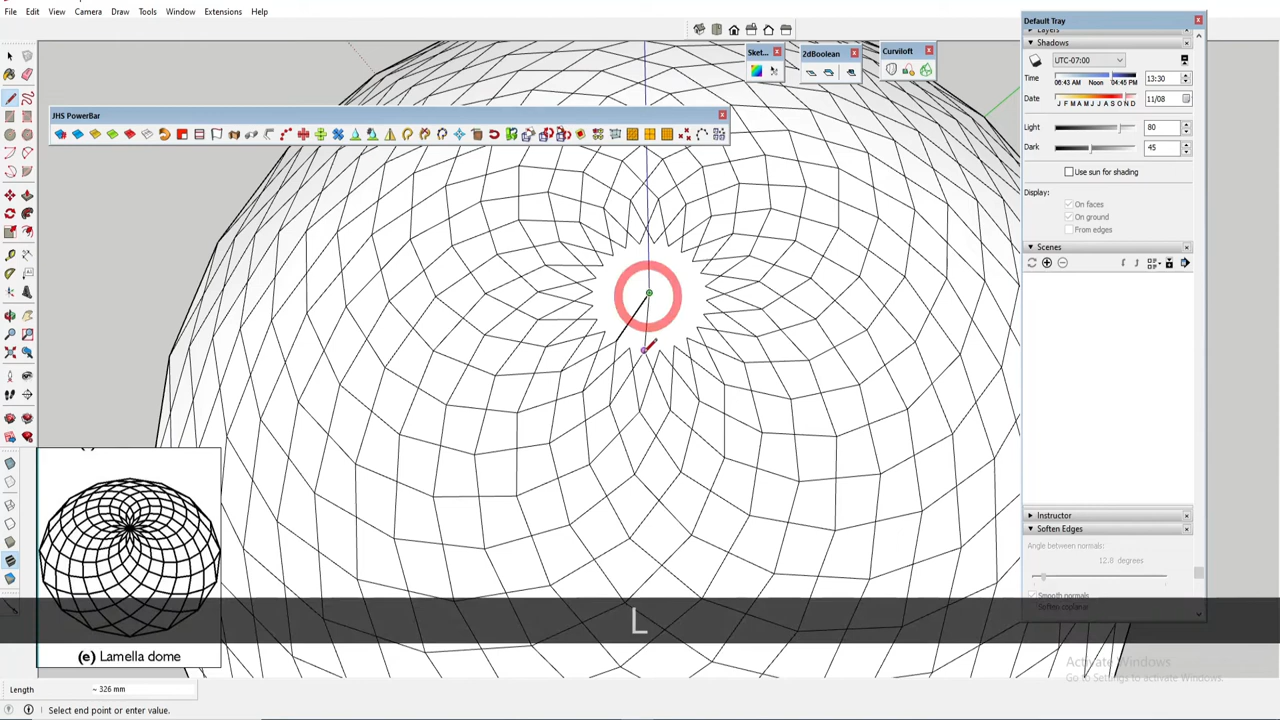 File Edit View Camera Draw Tools Window Extensions Help
Default Tray
Layers
Shadows
UTC-07:00
Time 13:30
06:43 AM Noon 04:45 PM
Date 11/08
J F M A M J J A S O N D
Light 80
Dark 45
Use sun for shading
Display:
On faces
On ground
From edges
Scenes
Instructor
Soften Edges
Angle between normals:
12.8 degrees
Smooth normals
Soften coplanar
Sket...
2dBoolean
Curviloft
JHS PowerBar
L
(e) Lamella dome
Activate Windows
Go to Settings to activate Windows.
Length ~ 326 mm
Select end point or enter value.